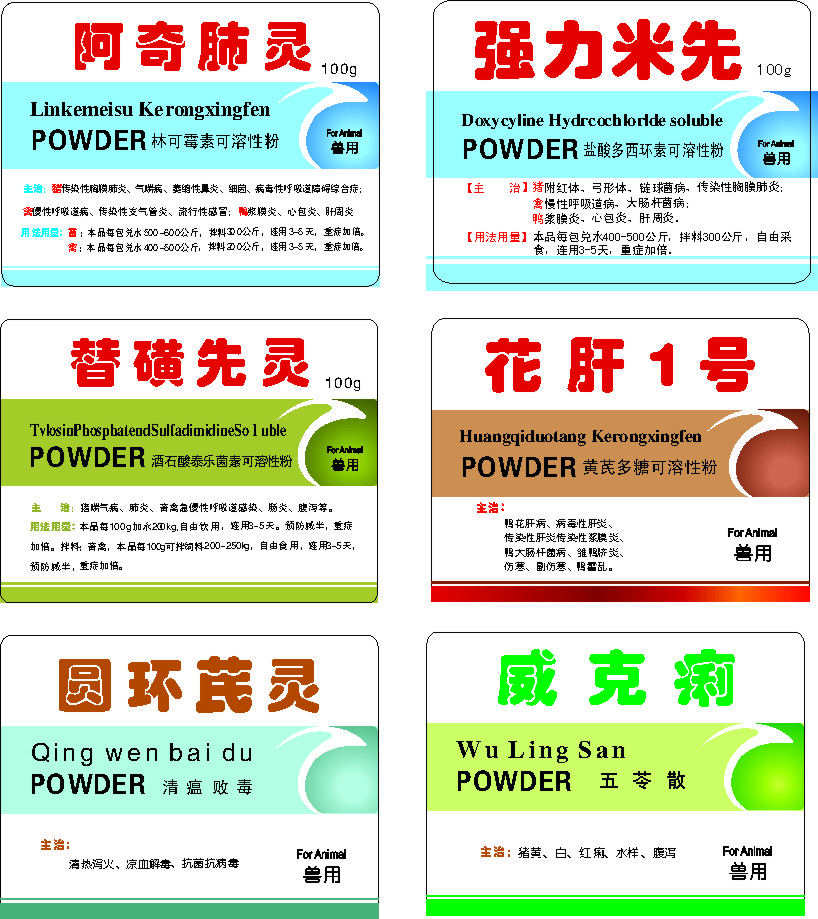 阿奇肺灵
100g
Linkemeisu Kerongxingfen
POWDER 林可霉素可溶性粉
For Animal
兽用
主治：猪传染性胸膜肺炎、气喘病、萎缩性鼻炎、细菌、病毒性呼吸道障碍综合症；
禽慢性呼吸道病、传染性支气管炎、流行性感冒；鸭浆膜炎、心包炎、肝周炎
用法用量：畜：本品每包兑水500-600公斤，拌料300公斤，连用3-5天，重症加倍。
禽：本品每包兑水400-500公斤，拌料200公斤，连用3-5天，重症加倍。
强力米先
100g
Doxycyline Hydrcochlorlde soluble
POWDER 盐酸多西环素可溶性粉
For Animal
兽用
【主　治】猪附红体、弓形体、链球菌病、传染性胸膜肺炎；
禽慢性呼吸道病、大肠杆菌病；
鸭浆膜炎、心包炎、肝周炎。
【用法用量】本品每包兑水400-500公斤，拌料300公斤，自由采
食，连用3-5天，重症加倍．
替磺先灵
100g
TylosinPhosphatendSulfadimidineSoluble
POWDER 酒石酸泰乐菌素可溶性粉
For Animal
兽用
主　治：猪喘气病、肺炎、畜禽急慢性呼吸道感染、肠炎、腹泻等。
用法用量：本品每100g加水200kg,自由饮用，连用3-5天。预防减半，重症
加倍。拌料：畜禽，本品每100g可拌饲料200-250kg，自由食用，连用3-5天，
预防减半，重症加倍。
花肝1号
Huangqiduotang Kerongxingfen
POWDER 黄芪多糖可溶性粉
主治：
鸭花肝病、病毒性肝炎、
传染性肝炎传染性浆膜炎、
鸭大肠杆菌病、雏鸭脐炎、
伤寒、副伤寒、鸭霍乱。
For Animal
兽用
圆环芪灵
Qing wen bai du
POWDER 清瘟败毒
主治：
清热泻火、凉血解毒、抗菌抗病毒
For Animal
兽用
威克痢
Wu Ling San
POWDER 五苓散
主治：猪黄、白、红痢、水样、腹泻
For Animal
兽用